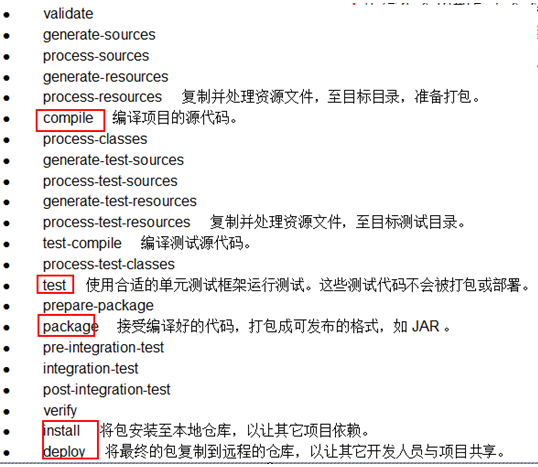 ● validate
● generate-sources
● process-sources
● generate-resources
● process-resources 复制并处理资源文件，至目标目录，准备打包。
● compile 编译项目的源代码。
● process-classes
● generate-test-sources
● process-test-sources
● generate-test-resources
● process-test-resources 复制并处理资源文件，至目标测试目录。
● test-compile 编译测试源代码。
● process-test-classes
● test 使用合适的单元测试框架运行测试。这些测试代码不会被打包或部署。
● prepare-package
● package 接受编译好的代码，打包成可发布的格式，如 JAR 。
● pre-integration-test
● integration-test
● post-integration-test
● verify
● install 将包安装至本地仓库，以让其它项目依赖。
● deploy 将最终的包复制到远程的仓库，以让其它开发人员与项目共享。